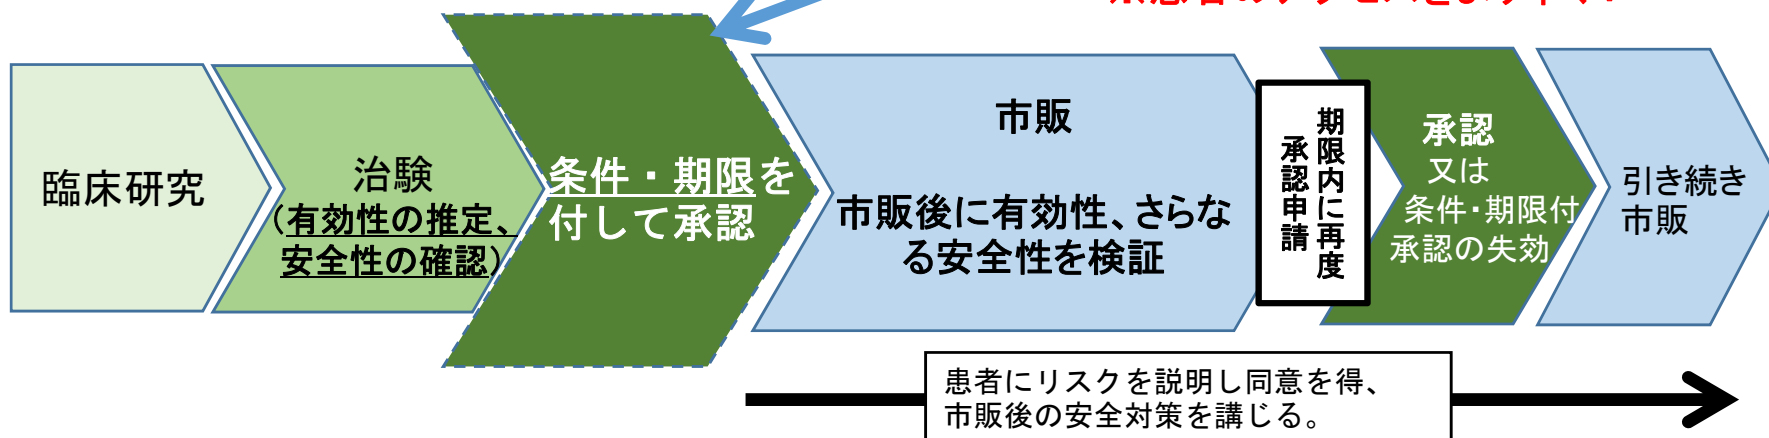 臨床研究
治験
(有効性の推定、
安全性の確認)
条件・期限を
付して承認
市販
市販後に有効性、さらな
る安全性を検証
期限内に再度
承認申請
承認
又は
条件・期限付
承認の失効
引き続き
市販
患者にリスクを説明し同意を得、
市販後の安全対策を講じる。